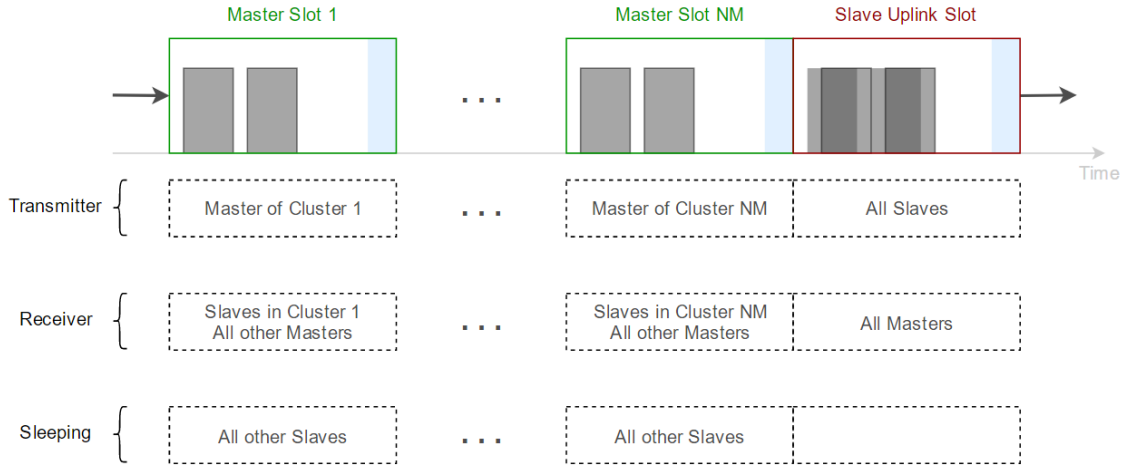 Master Slot 1
Master Slot NM
Slave Uplink Slot
. . .
Time
Transmitter
Master of Cluster 1
. . .
Master of Cluster NM
All Slaves
Receiver
Slaves in Cluster 1
All other Masters
. . .
Slaves in Cluster NM
All other Masters
All Masters
Sleeping
All other Slaves
. . .
All other Slaves